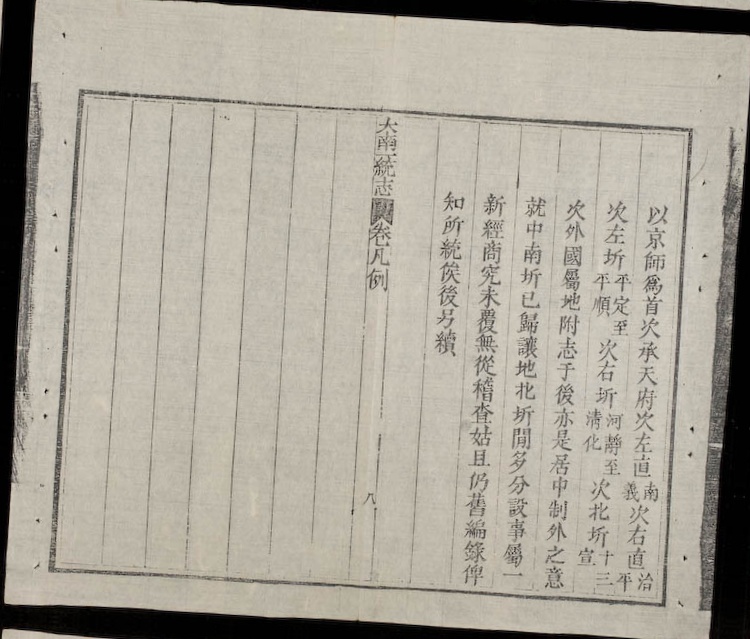 以京師爲首次承天府次左直南義次右直治平
次左圻平定至平順次右圻河靜至清化次北圻十三宣
次外國屬地附志于後亦是居中制外之意
就中南圻已歸讓地北圻閒多分設事屬一
新經商究未覆無從稽查姑且仍舊編錄俾
知所統俟後另續
大南一統志 卷凡例
八